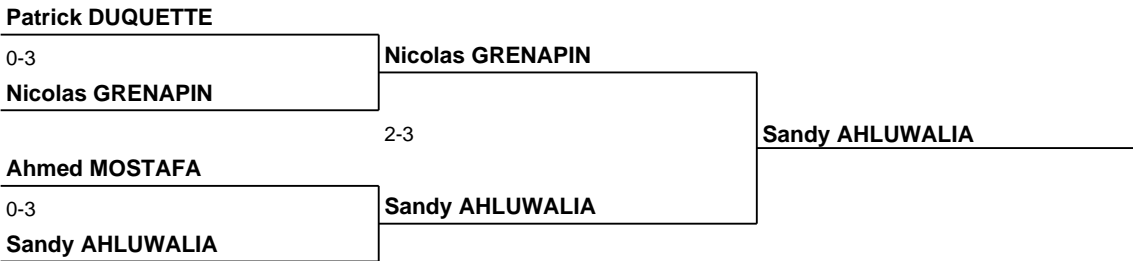 Patrick DUQUETTE
0-3
Nicolas GRENAPIN
Nicolas GRENAPIN
2-3
Sandy AHLUWALIA
Ahmed MOSTAFA
0-3
Sandy AHLUWALIA
Sandy AHLUWALIA